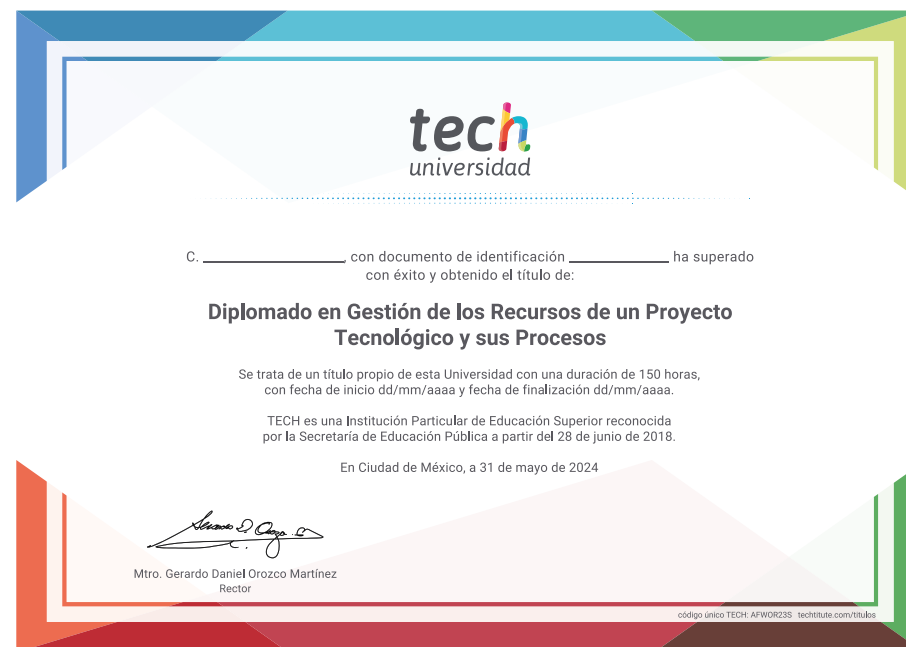 tech
universidad
C. ____________, con documento de identificación ____________ ha superado
con éxito y obtenido el título de:
Diplomado en Gestión de los Recursos de un Proyecto
Tecnológico y sus Procesos
Se trata de un título propio de esta Universidad con una duración de 150 horas,
con fecha de inicio dd/mm/aaaa y fecha de finalización dd/mm/aaaa.
TECH es una Institución Particular de Educación Superior reconocida
por la Secretaría de Educación Pública a partir del 28 de junio de 2018.
En Ciudad de México, a 31 de mayo de 2024
Mtro. Gerardo Daniel Orozco Martínez
Rector
código único TECH: AFWOR23S techtitute.com/titulos